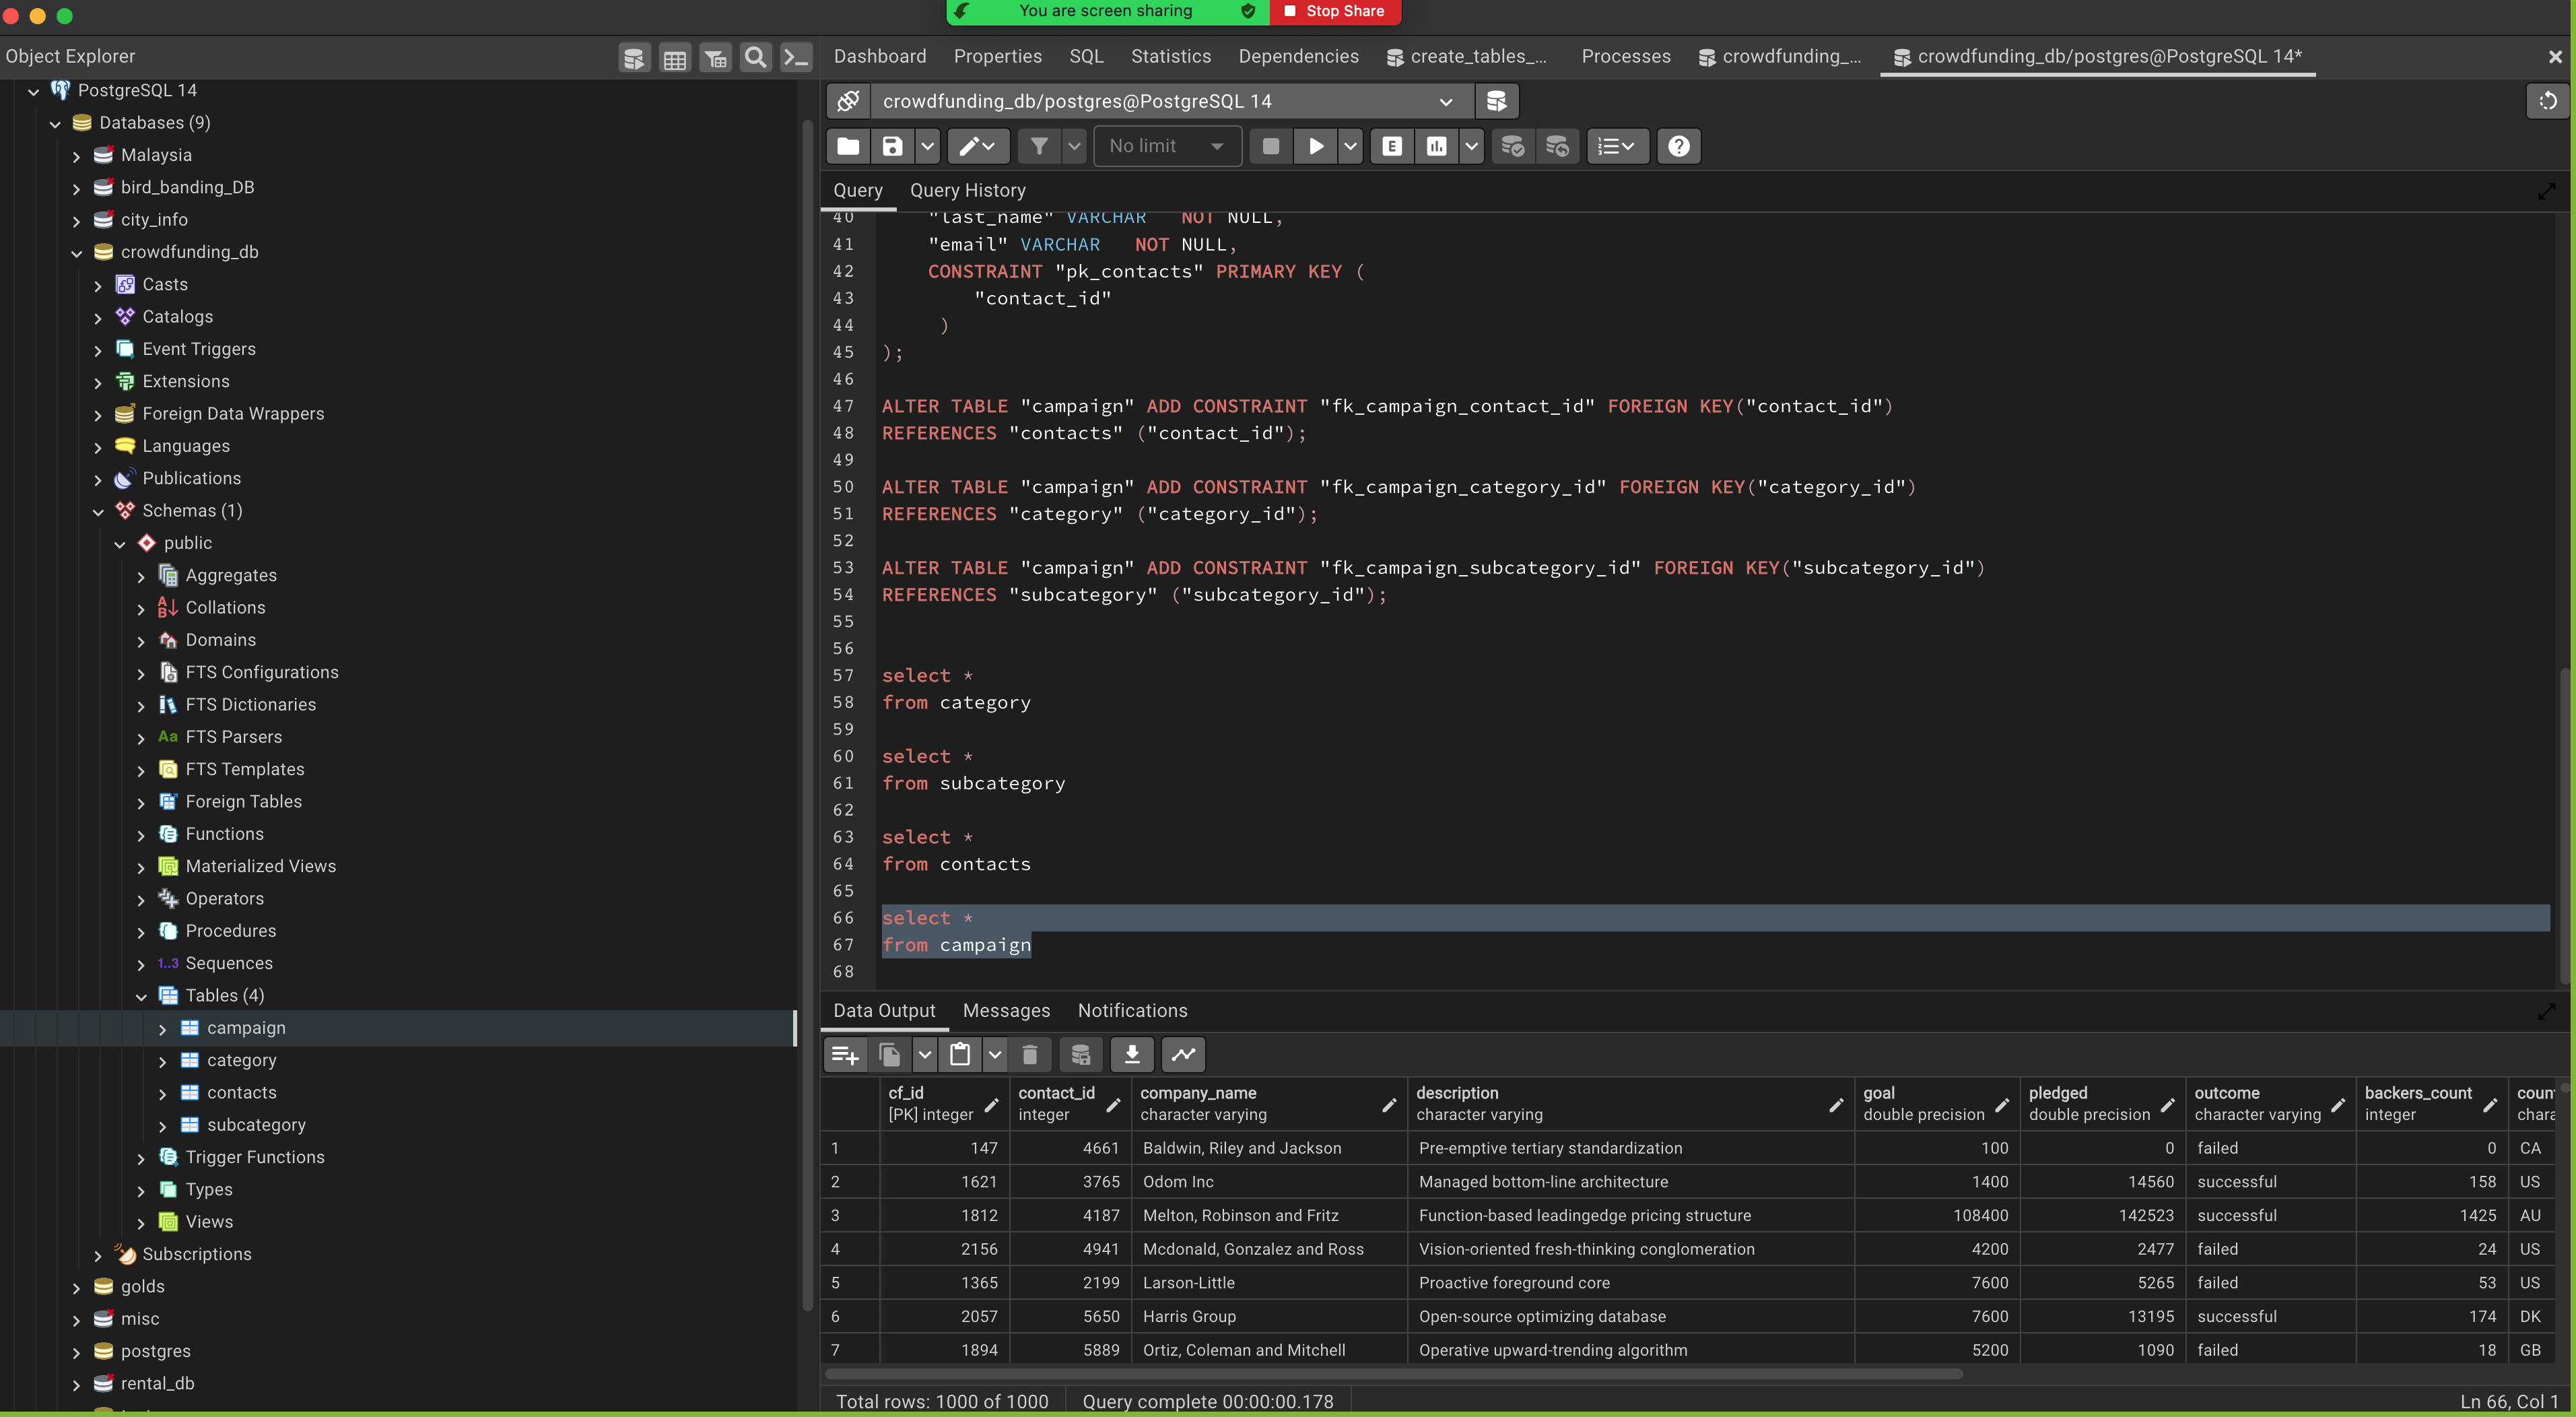 You are screen sharing
Stop Share
Object Explorer
Dashboard Properties SQL Statistics Dependencies create_tables_... Processes crowdfunding_... crowdfunding_db/postgres@PostgreSQL 14*
PostgreSQL 14
Databases (9)
Malaysia
bird_banding_DB
city_info
crowdfunding_db
Casts
Catalogs
Event Triggers
Extensions
Foreign Data Wrappers
Languages
Publications
Schemas (1)
public
Aggregates
Collations
Domains
FTS Configurations
FTS Dictionaries
Aa FTS Parsers
FTS Templates
Foreign Tables
Functions
Materialized Views
Operators
Procedures
1..3 Sequences
Tables (4)
campaign
category
contacts
subcategory
Trigger Functions
Types
Views
Subscriptions
golds
misc
postgres
rental_db
crowdfunding_db/postgres@PostgreSQL 14
No limit
E
Query Query History
40 "last_name" VARCHAR NOT NULL,
41 "email" VARCHAR NOT NULL,
42 CONSTRAINT "pk_contacts" PRIMARY KEY (
43 "contact_id"
44 )
45 );
46
47 ALTER TABLE "campaign" ADD CONSTRAINT "fk_campaign_contact_id" FOREIGN KEY("contact_id")
48 REFERENCES "contacts" ("contact_id");
49
50 ALTER TABLE "campaign" ADD CONSTRAINT "fk_campaign_category_id" FOREIGN KEY("category_id")
51 REFERENCES "category" ("category_id");
52
53 ALTER TABLE "campaign" ADD CONSTRAINT "fk_campaign_subcategory_id" FOREIGN KEY("subcategory_id")
54 REFERENCES "subcategory" ("subcategory_id");
55
56
57 select *
58 from category
59
60 select *
61 from subcategory
62
63 select *
64 from contacts
65
66 select *
67 from campaign
68
Data Output Messages Notifications
cf_id contact_id company_name description goal pledged outcome backers_count coun
[PK] integer integer character varying character varying double precision double precision character varying integer chara
1 147 4661 Baldwin, Riley and Jackson Pre-emptive tertiary standardization 100 0 failed 0 CA
2 1621 3765 Odom Inc Managed bottom-line architecture 1400 14560 successful 158 US
3 1812 4187 Melton, Robinson and Fritz Function-based leadingedge pricing structure 108400 142523 successful 1425 AU
4 2156 4941 Mcdonald, Gonzalez and Ross Vision-oriented fresh-thinking conglomeration 4200 2477 failed 24 US
5 1365 2199 Larson-Little Proactive foreground core 7600 5265 failed 53 US
6 2057 5650 Harris Group Open-source optimizing database 7600 13195 successful 174 DK
7 1894 5889 Ortiz, Coleman and Mitchell Operative upward-trending algorithm 5200 1090 failed 18 GB
Total rows: 1000 of 1000 Query complete 00:00:00.178 Ln 66, Col 1